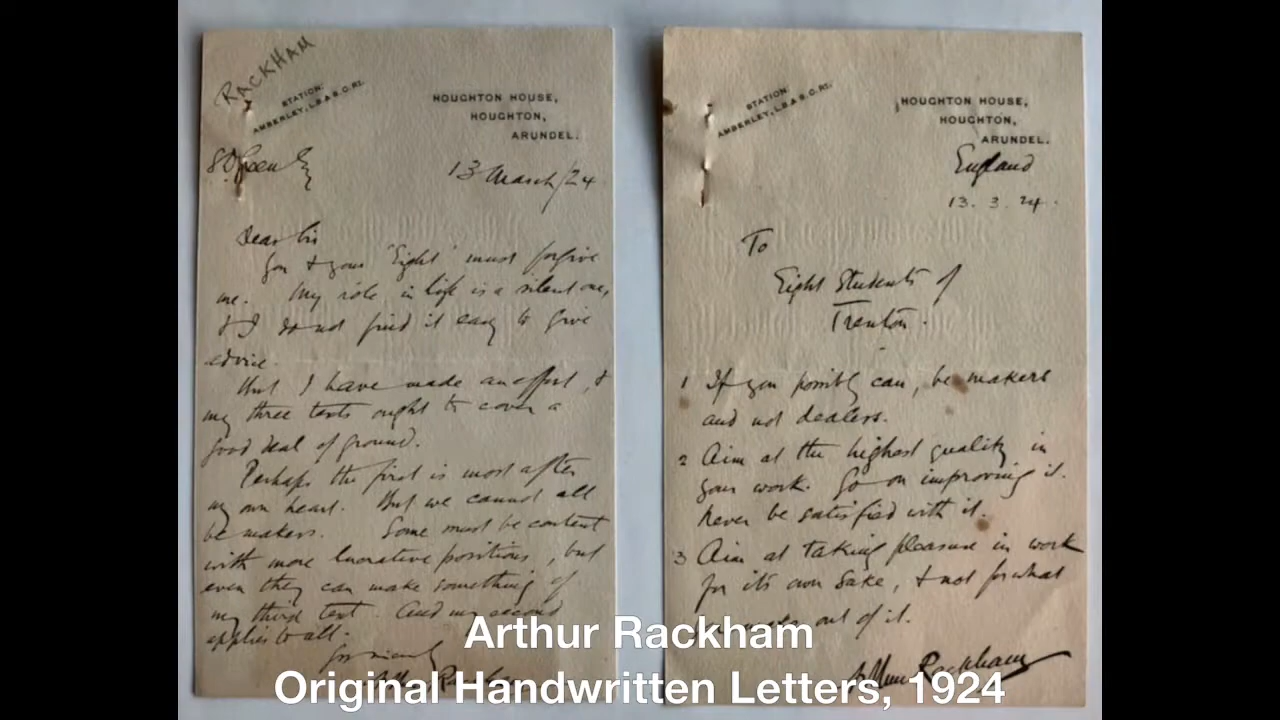 RACKHAM
STATION
AMBERLEY, L.B. & S.C. RY.
HOUGHTON HOUSE,
HOUGHTON,
ARUNDEL.
13 March/24
Dear Sir
You & your 'Eight' must forgive
me. My role in life is a silent one,
& I do not find it easy to give
advice.
But I have made an effort, &
my three texts ought to cover a
good deal of ground.
Perhaps the first is most after
my own heart. But we cannot all
be makers. Some must be content
with more lucrative positions, but
even they can make something of
my third text. And my second
applies to all.
STATION
AMBERLEY, L.B. & S.C. RY.
HOUGHTON HOUSE,
HOUGHTON,
ARUNDEL.
England
13.3.24.
To
Eight Students of
Trenton.
1 If you possibly can, be makers
and not dealers.
2 Aim at the highest quality in
your work. Go on improving it.
Never be satisfied with it.
3 Aim at taking pleasure in work
for its own sake, & not for what
out of it.
Arthur Rackham
Arthur Rackham
Original Handwritten Letters, 1924